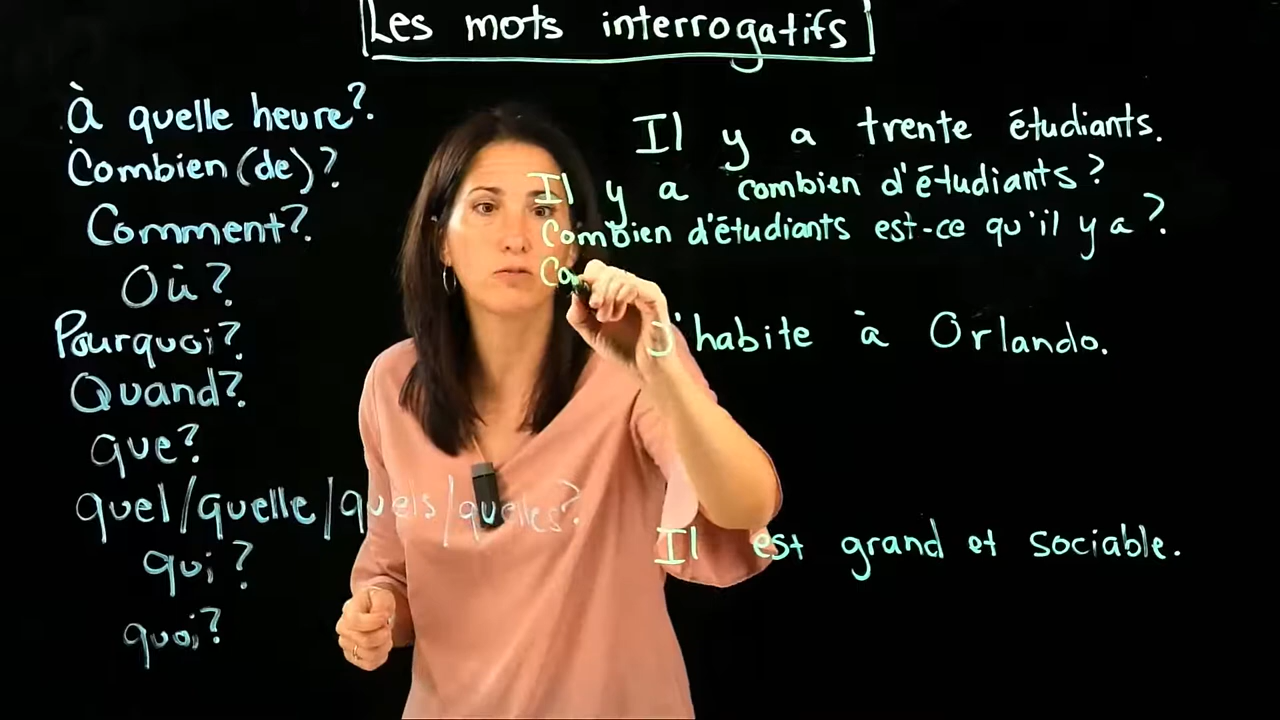 Les mots interrogatifs
À quelle heure?
Combien (de)?
Comment?
Où?
Pourquoi?
Quand?
que?
quel/quelle/quels/quelles?
qui?
quoi?
Il y a trente étudiants.
Il y a combien d'étudiants?
Combien d'étudiants est-ce qu'il y a?
Co
J'habite à Orlando.
Il est grand et sociable.